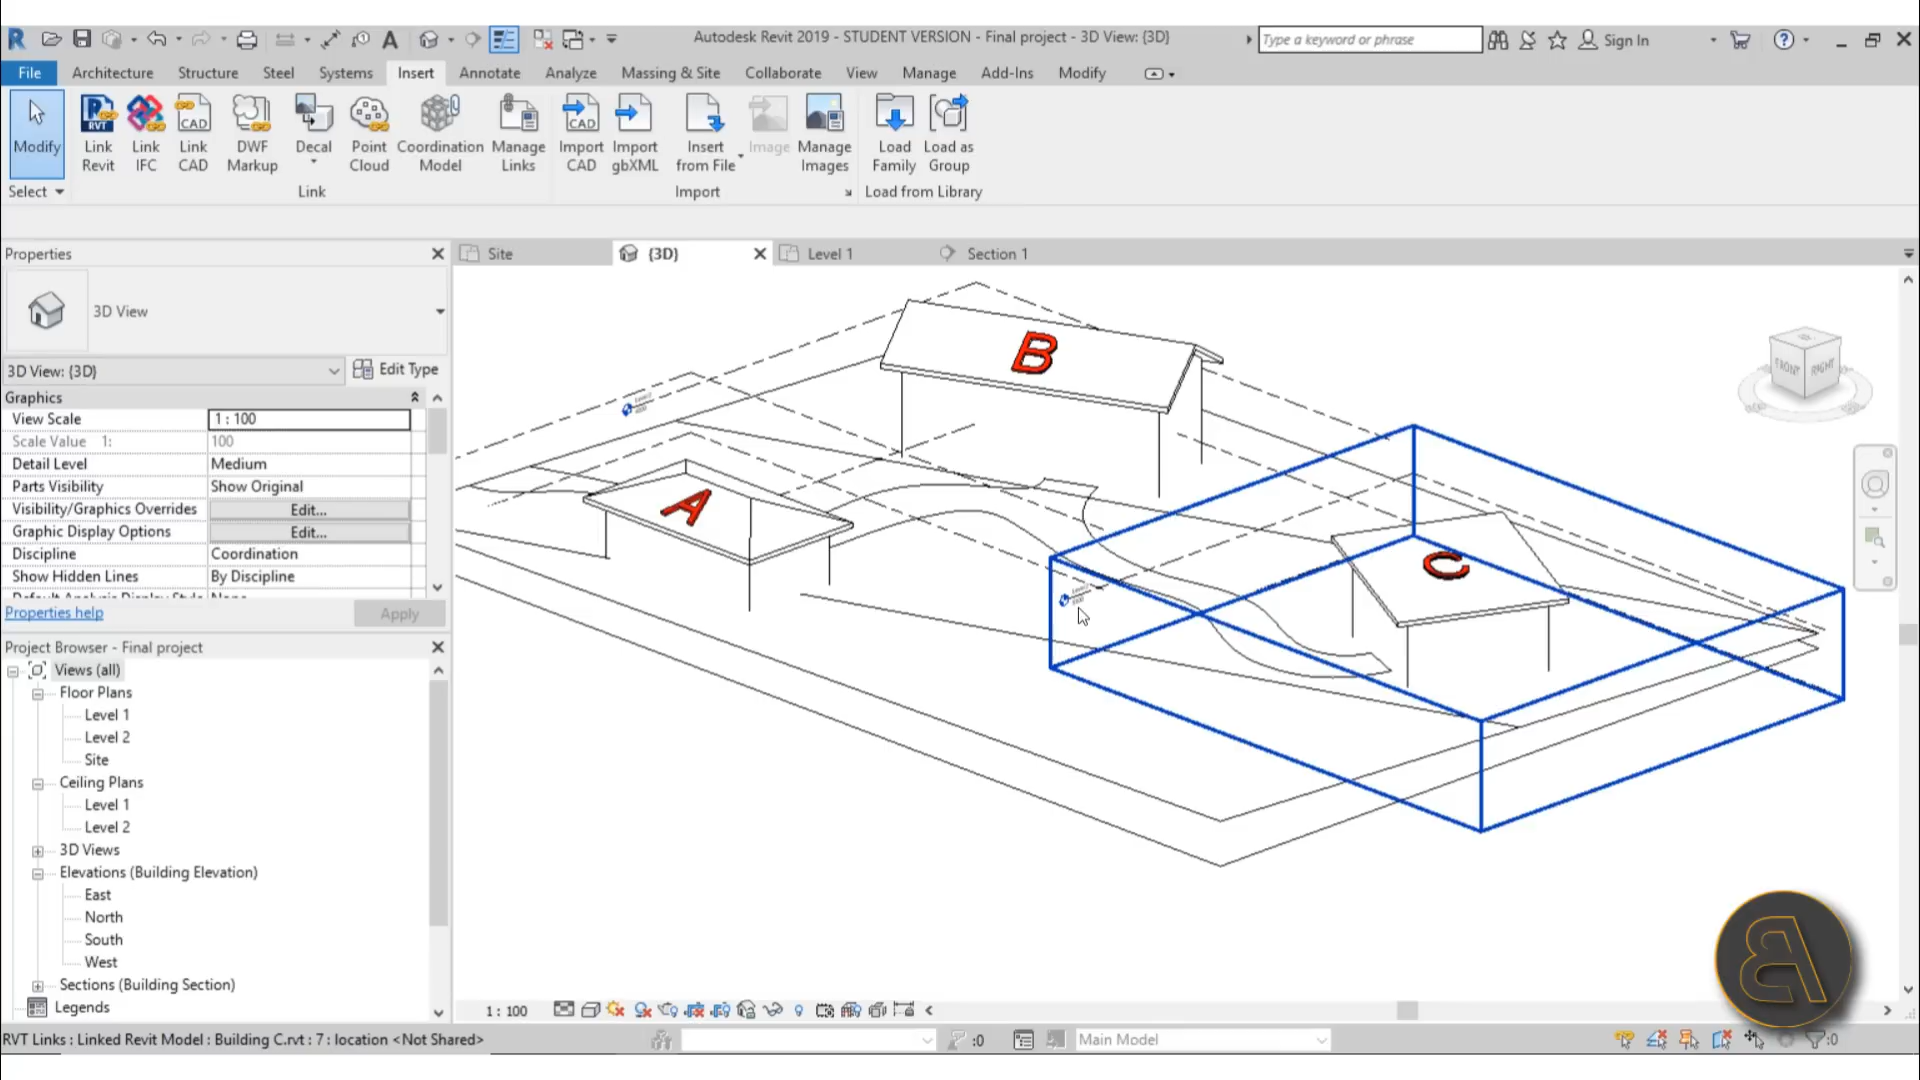 Autodesk Revit 2019 - STUDENT VERSION - Final project - 3D View: {3D}
Type a keyword or phrase
Sign In
File Architecture Structure Steel Systems Insert Annotate Analyze Massing & Site Collaborate View Manage Add-Ins Modify
Modify
Link Revit
Link IFC
Link CAD
DWF Markup
Decal
Point Cloud
Coordination Model
Manage Links
Import CAD
Import gbXML
Insert from File
Image
Manage Images
Load Family
Load as Group
Select
Link
Import
Load from Library
Properties
Site
{3D}
Level 1
Section 1
3D View
3D View: {3D}
Edit Type
Graphics
View Scale 1 : 100
Scale Value 1: 100
Detail Level Medium
Parts Visibility Show Original
Visibility/Graphics Overrides Edit...
Graphic Display Options Edit...
Discipline Coordination
Show Hidden Lines By Discipline
Properties help
Apply
Project Browser - Final project
Views (all)
Floor Plans
Level 1
Level 2
Site
Ceiling Plans
Level 1
Level 2
3D Views
Elevations (Building Elevation)
East
North
South
West
Sections (Building Section)
Legends
B
A
C
FRONT
RIGHT
1 : 100
RVT Links : Linked Revit Model : Building C.rvt : 7 : location <Not Shared>
:0
Main Model
:0